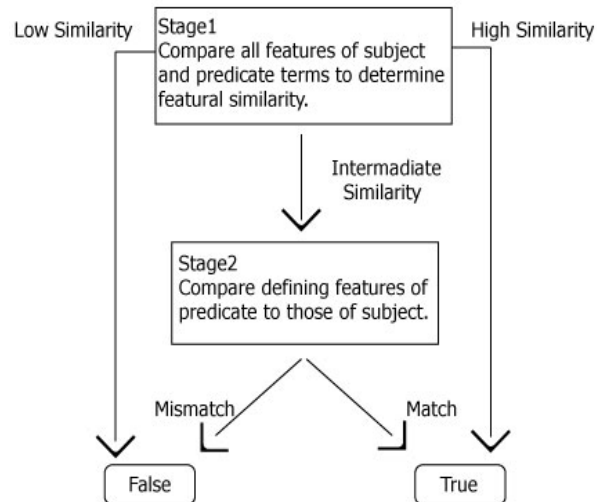 Low Similarity
Stage1
Compare all features of subject
and predicate terms to determine
featural similarity.
High Similarity
Intermadiate
Similarity
Stage2
Compare defining features of
predicate to those of subject.
Mismatch
Match
False
True